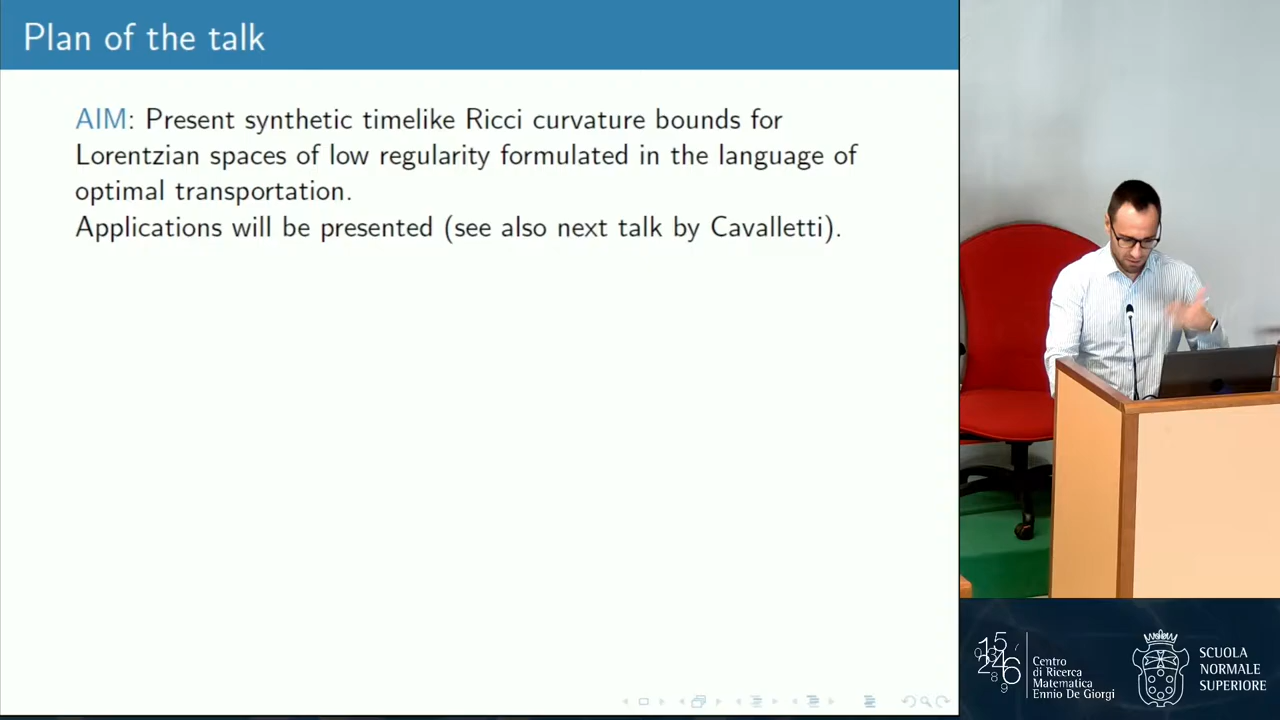 Plan of the talk
AIM: Present synthetic timelike Ricci curvature bounds for
Lorentzian spaces of low regularity formulated in the language of
optimal transportation.
Applications will be presented (see also next talk by Cavalletti).
Centro
di Ricerca
Matematica
Ennio De Giorgi
SCUOLA
NORMALE
SUPERIORE